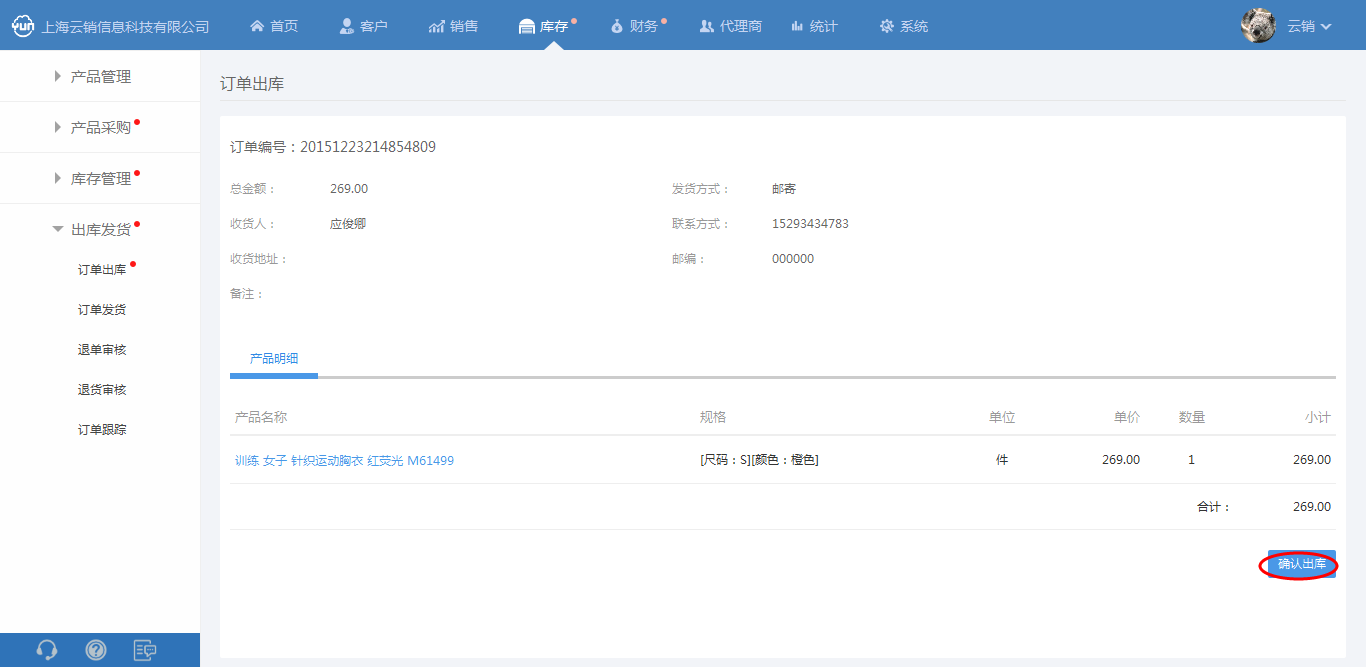 yun 上海云销信息科技有限公司 首页 客户 销售 库存 财务 代理商 统计 系统 云销
产品管理
产品采购
库存管理
出库发货
订单出库
订单发货
退单审核
退货审核
订单跟踪
订单出库
订单编号：20151223214854809
总金额： 269.00 发货方式： 邮寄
收货人： 应俊卿 联系方式： 15293434783
收货地址： 邮编： 000000
备注：
产品明细
产品名称 规格 单位 单价 数量 小计
训练 女子 针织运动胸衣 红荧光 M61499 [尺码：S][颜色：橙色] 件 269.00 1 269.00
合计： 269.00
确认出库